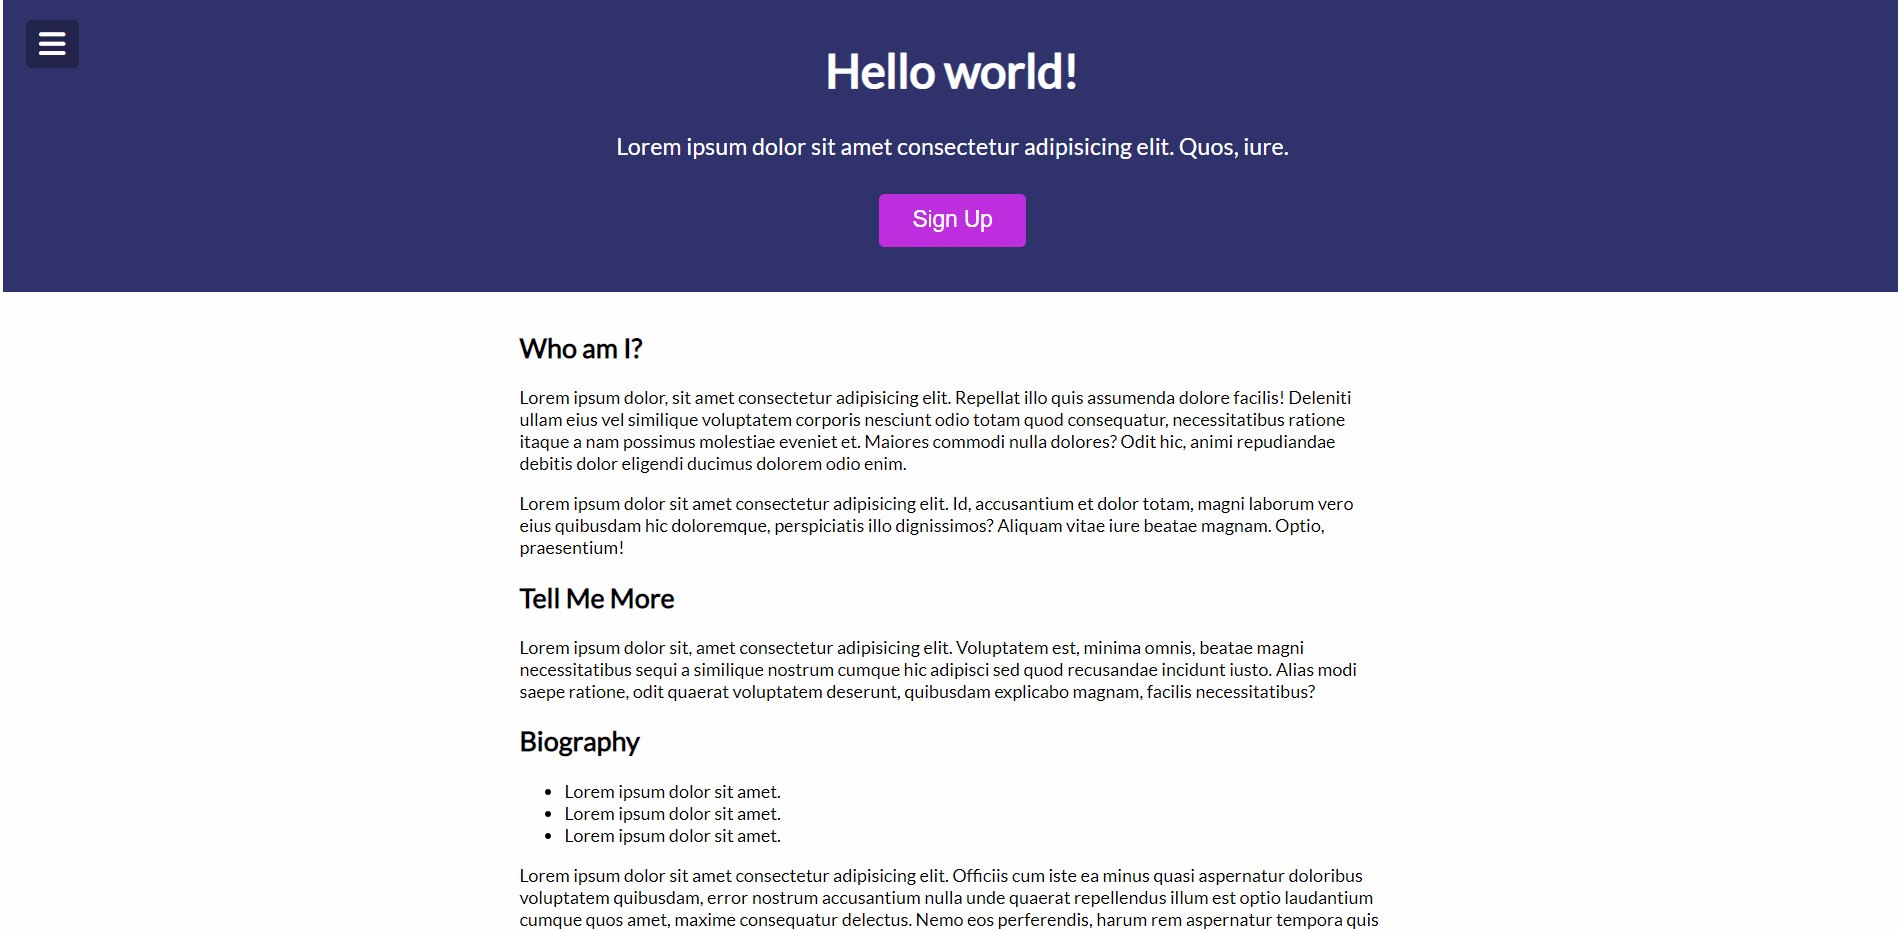 Hello world!
Lorem ipsum dolor sit amet consectetur adipisicing elit. Quos, iure.
Sign Up
Who am I?
Lorem ipsum dolor, sit amet consectetur adipisicing elit. Repellat illo quis assumenda dolore facilis! Deleniti
ullam eius vel similique voluptatem corporis nesciunt odio totam quod consequatur, necessitatibus ratione
itaque a nam possimus molestiae eveniet et. Maiores commodi nulla dolores? Odit hic, animi repudiandae
debitis dolor eligendi ducimus dolorem odio enim.
Lorem ipsum dolor sit amet consectetur adipisicing elit. Id, accusantium et dolor totam, magni laborum vero
eius quibusdam hic doloremque, perspiciatis illo dignissimos? Aliquam vitae iure beatae magnam. Optio,
praesentium!
Tell Me More
Lorem ipsum dolor sit, amet consectetur adipisicing elit. Voluptatem est, minima omnis, beatae magni
necessitatibus sequi a similique nostrum cumque hic adipisci sed quod recusandae incidunt iusto. Alias modi
saepe ratione, odit quaerat voluptatem deserunt, quibusdam explicabo magnam, facilis necessitatibus?
Biography
Lorem ipsum dolor sit amet.
Lorem ipsum dolor sit amet.
Lorem ipsum dolor sit amet.
Lorem ipsum dolor sit amet consectetur adipisicing elit. Officiis cum iste ea minus quasi aspernatur doloribus
voluptatem quibusdam, error nostrum accusantium nulla unde quaerat repellendus illum est optio laudantium
cumque quos amet, maxime consequatur delectus. Nemo eos perferendis, harum rem aspernatur tempora quis